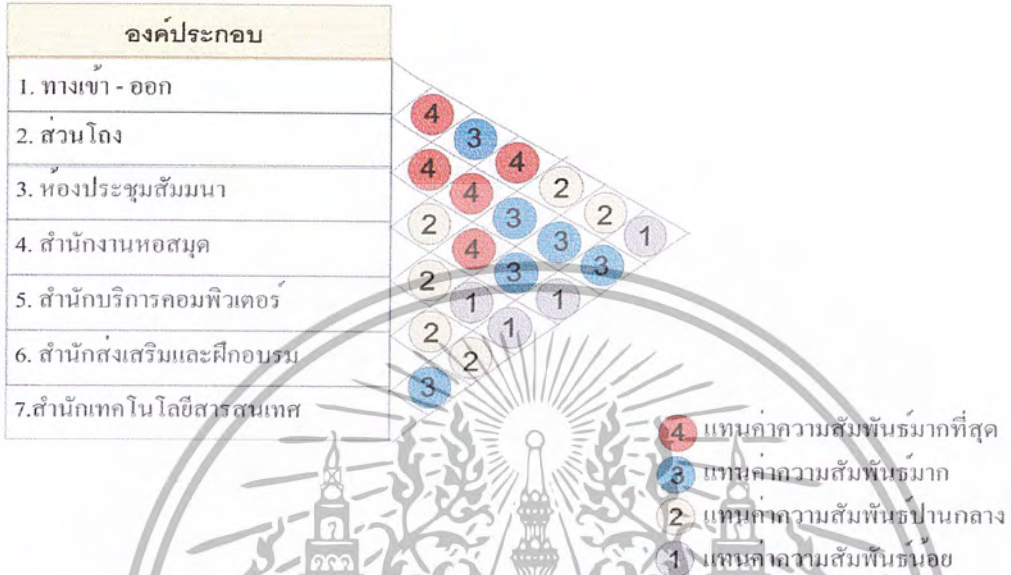 องค์ประกอบ
1. ทางเข้า - ออก
2. ส่วนโถง
3. ห้องประชุมสัมมนา
4. สำนักงานหอสมุด
5. สำนักบริการคอมพิวเตอร์
6. สำนักส่งเสริมและฝึกอบรม
7.สำนักเทคโนโลยีสารสนเทศ
4 3 4 2 2 1
4 4 3 3 3
2 4 3 1
2 1 1
2 2
3
4 แทนค่าความสัมพันธ์มากที่สุด
3 แทนค่าความสัมพันธ์มาก
2 แทนค่าความสัมพันธ์ปานกลาง
1 แทนค่าความสัมพันธ์น้อย